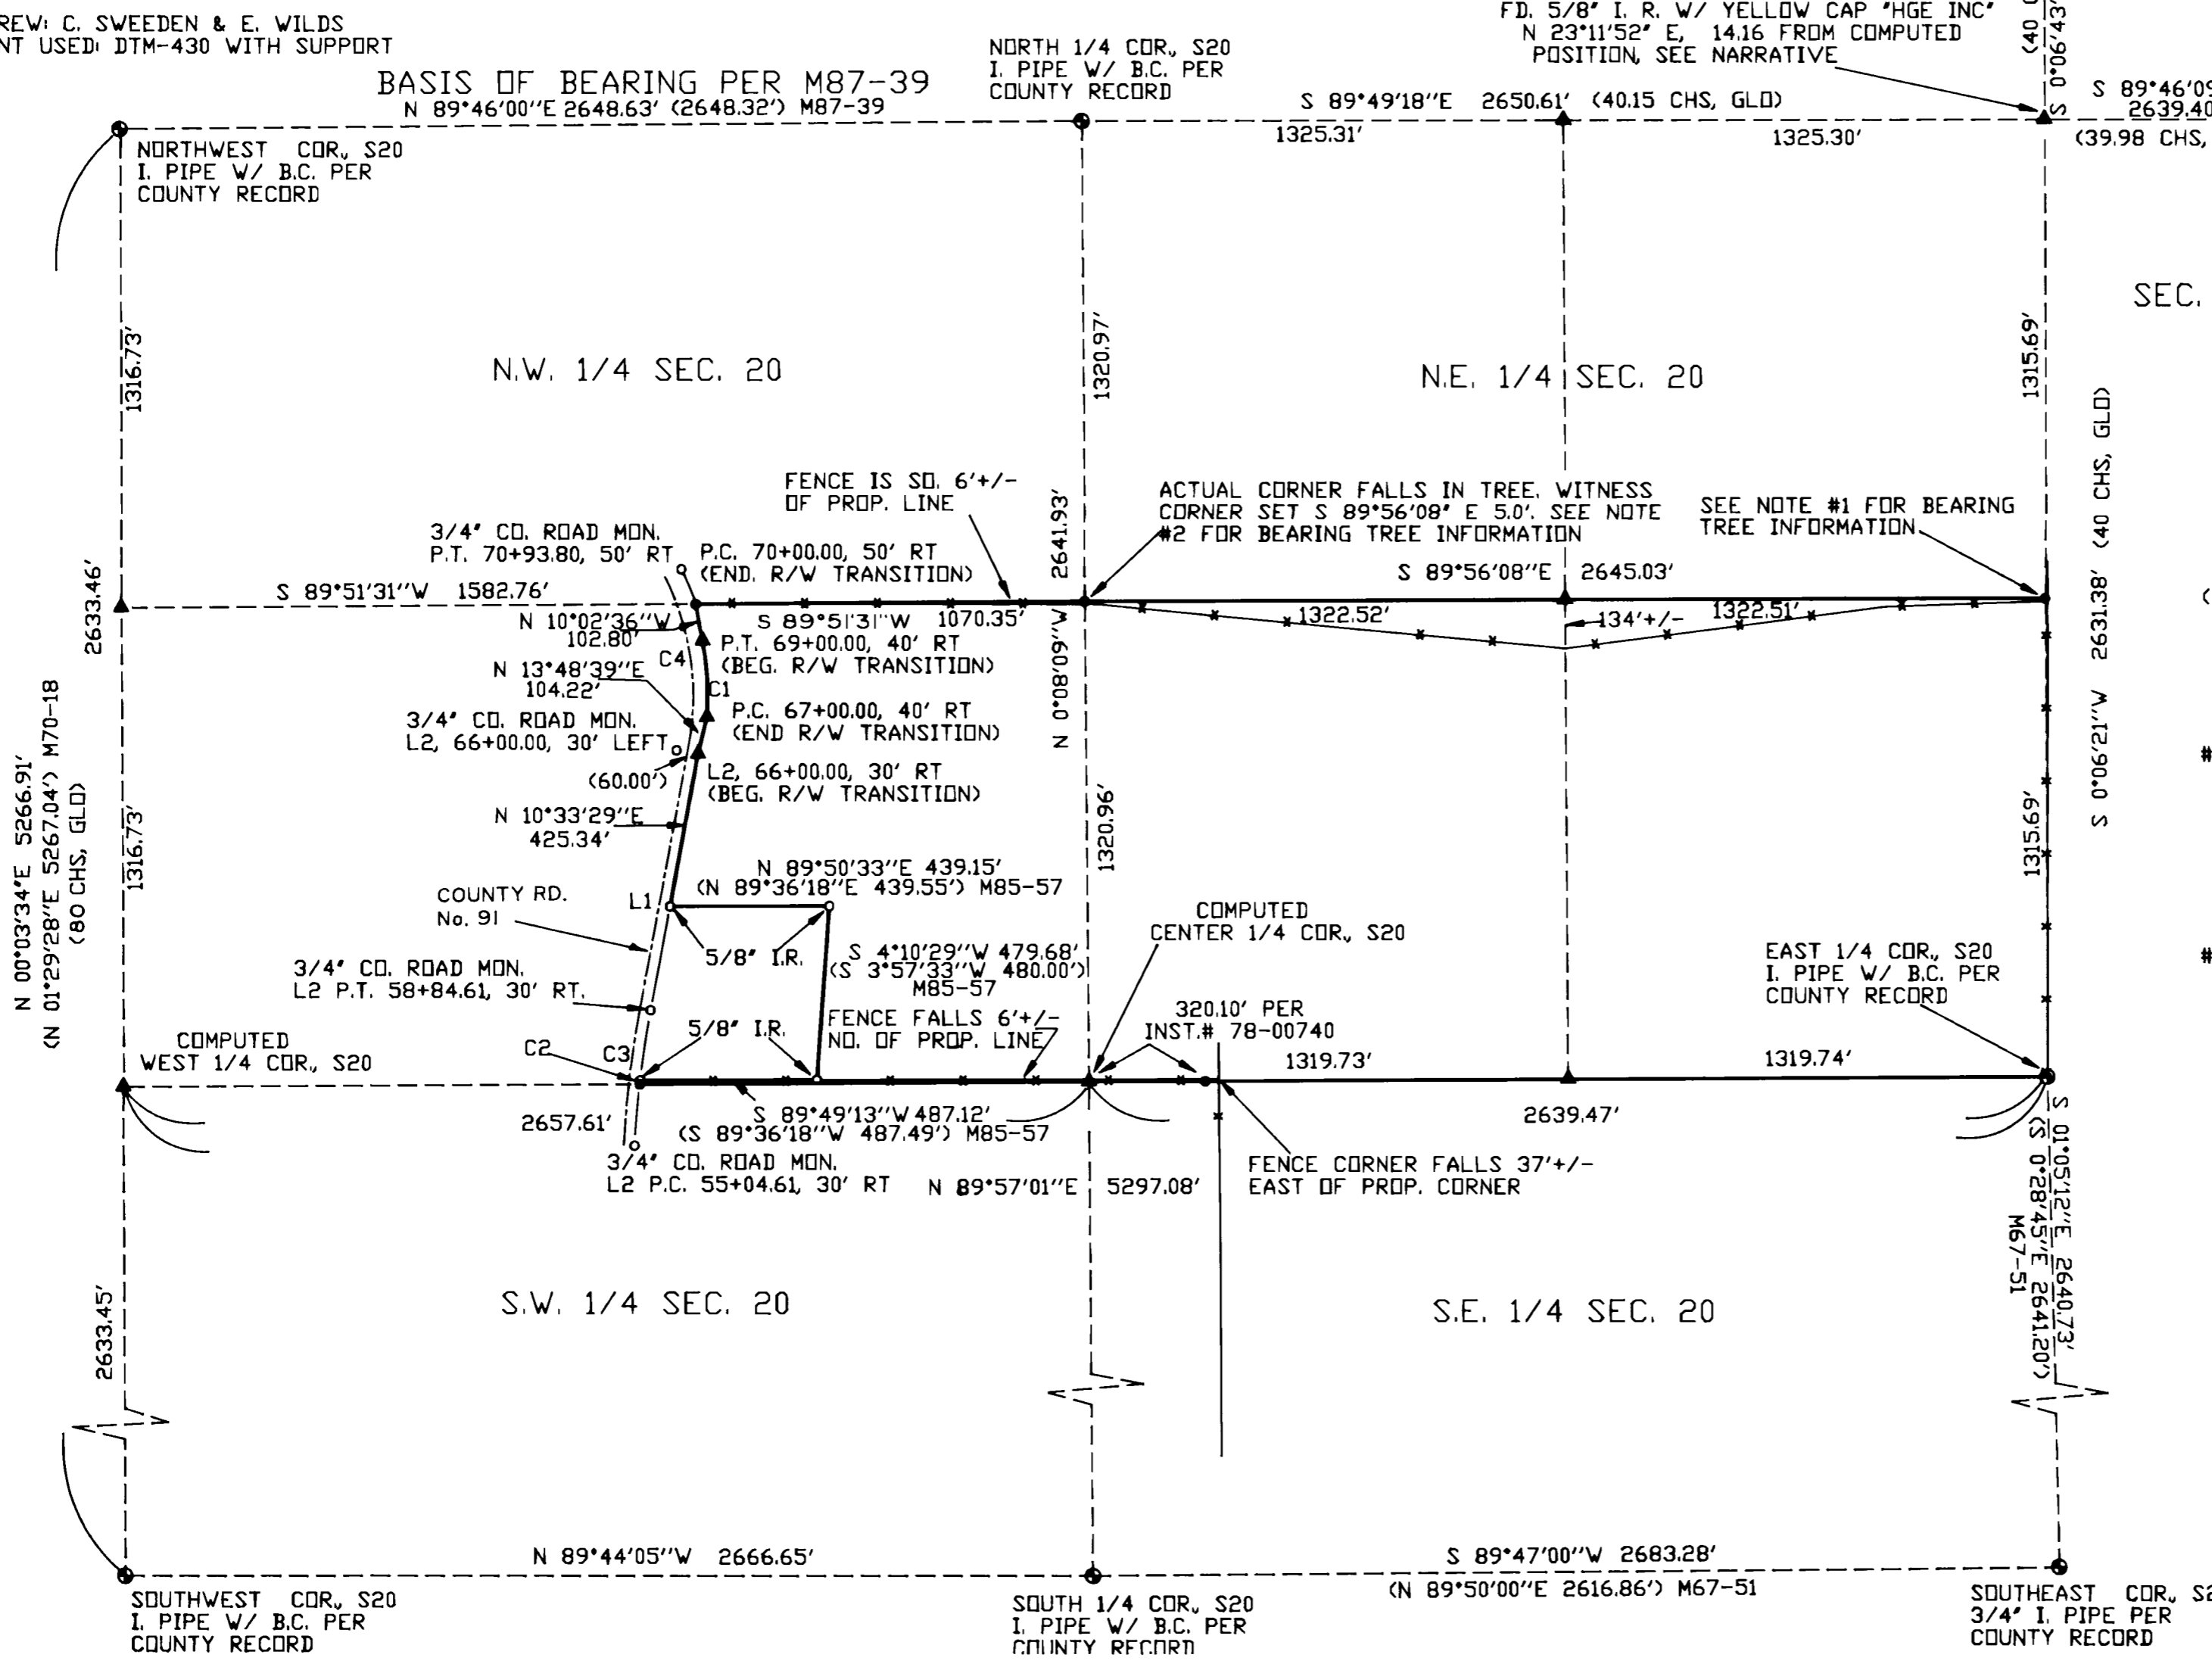 REW: C. SWEEDEN & E. WILDS
NT USED: DTM-430 WITH SUPPORT
BASIS OF BEARING PER M87-39
N 89°46'00"E 2648.63' (2648.32') M87-39
NORTH 1/4 COR., S20
I. PIPE W/ B.C. PER
COUNTY RECORD
FD. 5/8" I. R. W/ YELLOW CAP "HGE INC"
N 23°11'52" E, 14.16 FROM COMPUTED
POSITION, SEE NARRATIVE
S 89°49'18"E 2650.61' (40.15 CHS, GLO)
1325.31'
1325.30'
(40
S 0°06'43"
S 89°46'09
2639.40
(39.98 CHS,
NORTHWEST COR., S20
I. PIPE W/ B.C. PER
COUNTY RECORD
SEC.
1316.73'
1320.97'
1315.69'
N.W. 1/4 SEC. 20
N.E. 1/4 SEC. 20
FENCE IS SO. 6'+/-
OF PROP. LINE
ACTUAL CORNER FALLS IN TREE. WITNESS
CORNER SET S 89°56'08" E 5.0'. SEE NOTE
#2 FOR BEARING TREE INFORMATION
SEE NOTE #1 FOR BEARING
TREE INFORMATION
3/4" CO. ROAD MON.
P.T. 70+93.80, 50' RT
P.C. 70+00.00, 50' RT
(END. R/W TRANSITION)
2641.93'
N 0°08'09"W
S 89°56'08"E 2645.03'
S 0°06'21"W 2631.38' (40 CHS, GLO)
2633.46'
S 89°51'31"W 1582.76'
N 10°02'36"W
102.80'
S 89°51'31"W 1070.35'
1322.52'
134'+/-
1322.51'
(
P.T. 69+00.00, 40' RT
(BEG. R/W TRANSITION)
C4
N 13°48'39"E
104.22'
C1
3/4" CO. ROAD MON.
L2, 66+00.00, 30' LEFT
P.C. 67+00.00, 40' RT
(END R/W TRANSITION)
(60.00')
L2, 66+00.00, 30' RT
(BEG. R/W TRANSITION)
#
N 00°03'34"E 5266.91'
(N 01°29'28"E 5267.04') M70-18
(80 CHS, GLO)
1316.73'
N 10°33'29"E
425.34'
1320.96'
1315.69'
N 89°50'33"E 439.15'
(N 89°36'18"E 439.55') M85-57
COUNTY RD.
No. 91
L1
COMPUTED
CENTER 1/4 COR., S20
5/8" I.R.
S 4°10'29"W 479.68'
(S 3°57'33"W 480.00')
M85-57
EAST 1/4 COR., S20
I. PIPE W/ B.C. PER
COUNTY RECORD
#
3/4" CO. ROAD MON.
L2 P.T. 58+84.61, 30' RT.
5/8" I.R.
FENCE FALLS 6'+/-
NO. OF PROP. LINE
320.10' PER
INST.# 78-00740
COMPUTED
WEST 1/4 COR., S20
C2
C3
1319.73'
1319.74'
2657.61'
S 89°49'13"W 487.12'
(S 89°36'18"W 487.49') M85-57
2639.47'
3/4" CO. ROAD MON.
L2 P.C. 55+04.61, 30' RT
N 89°57'01"E 5297.08'
FENCE CORNER FALLS 37'+/-
EAST OF PROP. CORNER
S 01°05'12"E 2640.73'
(S 0°28'45"E 2641.20')
M67-51
2633.45'
S.W. 1/4 SEC. 20
S.E. 1/4 SEC. 20
N 89°44'05"W 2666.65'
S 89°47'00"W 2683.28'
(N 89°50'00"E 2616.86') M67-51
SOUTHWEST COR., S20
I. PIPE W/ B.C. PER
COUNTY RECORD
SOUTH 1/4 COR., S20
I. PIPE W/ B.C. PER
COUNTY RECORD
SOUTHEAST COR., S2
3/4" I. PIPE PER
COUNTY RECORD